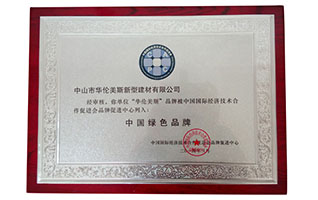 中山市华伦美斯新型建材有限公司
经审核,你单位“华伦美斯”品牌被中国国际经济技术合
作促进会品牌促进中心列入:
中国绿色品牌
中国国际经济技术合作促进会品牌促进中心